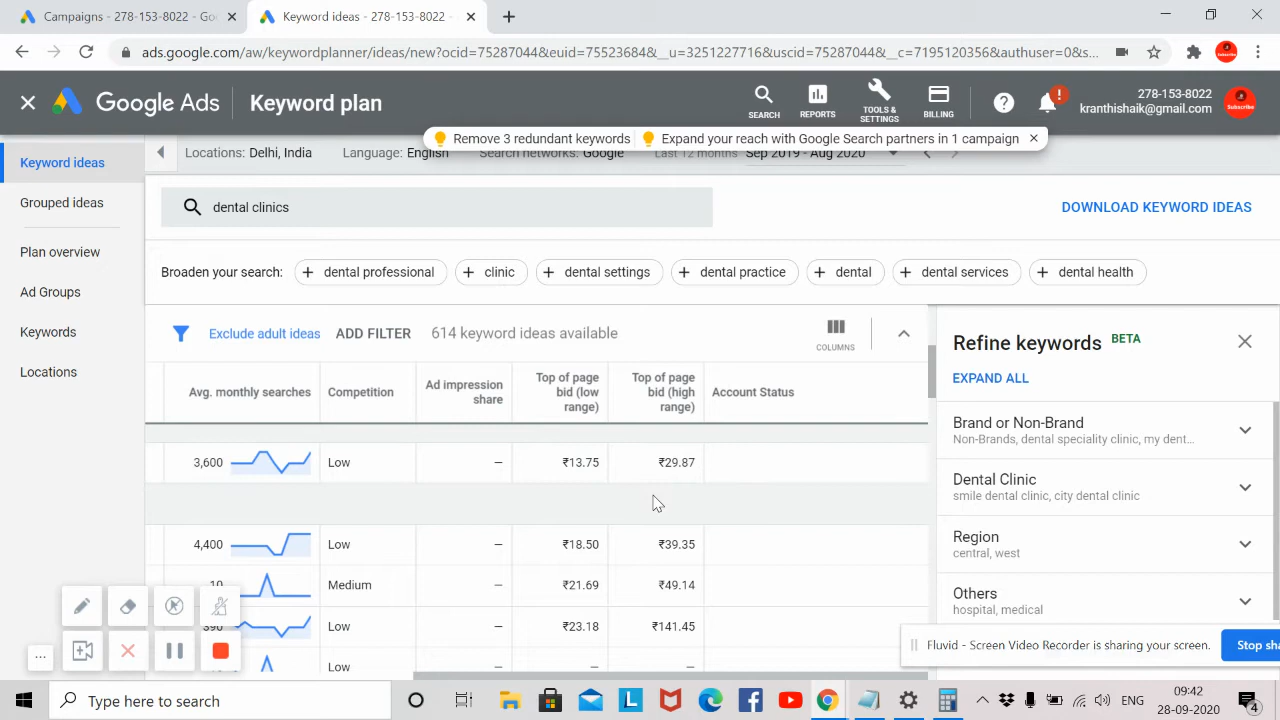 Campaigns - 278-153-8022 - Go
Keyword ideas - 278-153-8022
ads.google.com/aw/keywordplanner/ideas/new?ocid=75287044&euid=75523684&__u=3251227716&uscid=75287044&__c=7195120356&authuser=0&s...
Google Ads
Keyword plan
SEARCH
REPORTS
TOOLS & SETTINGS
BILLING
278-153-8022
kranthishaik@gmail.com
Subscribe
Remove 3 redundant keywords
Expand your reach with Google Search partners in 1 campaign
Keyword ideas
Grouped ideas
Plan overview
Ad Groups
Keywords
Locations
Locations: Delhi, India
Language: English
Search networks: Google
Last 12 months
Sep 2019 - Aug 2020
dental clinics
DOWNLOAD KEYWORD IDEAS
Broaden your search:
+ dental professional
+ clinic
+ dental settings
+ dental practice
+ dental
+ dental services
+ dental health
Exclude adult ideas
ADD FILTER
614 keyword ideas available
COLUMNS
Avg. monthly searches
Competition
Ad impression share
Top of page bid (low range)
Top of page bid (high range)
Account Status
3,600 Low – ₹13.75 ₹29.87
4,400 Low – ₹18.50 ₹39.35
10 Medium – ₹21.69 ₹49.14
390 Low – ₹23.18 ₹141.45
Low – – –
Refine keywords BETA
EXPAND ALL
Brand or Non-Brand
Non-Brands, dental speciality clinic, my dent...
Dental Clinic
smile dental clinic, city dental clinic
Region
central, west
Others
hospital, medical
Fluvid - Screen Video Recorder is sharing your screen.
Stop sha
Type here to search
ENG
09:42
28-09-2020
4